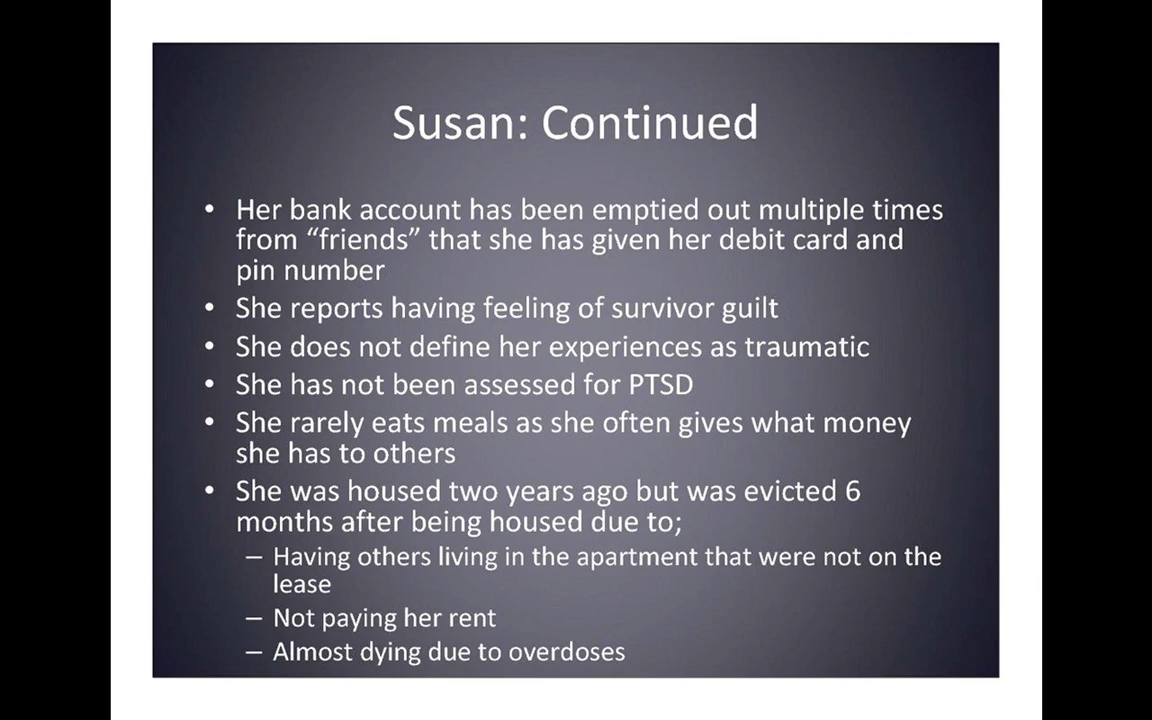 Susan: Continued
• Her bank account has been emptied out multiple times
from “friends” that she has given her debit card and
pin number
• She reports having feeling of survivor guilt
• She does not define her experiences as traumatic
• She has not been assessed for PTSD
• She rarely eats meals as she often gives what money
she has to others
• She was housed two years ago but was evicted 6
months after being housed due to;
– Having others living in the apartment that were not on the
lease
– Not paying her rent
– Almost dying due to overdoses